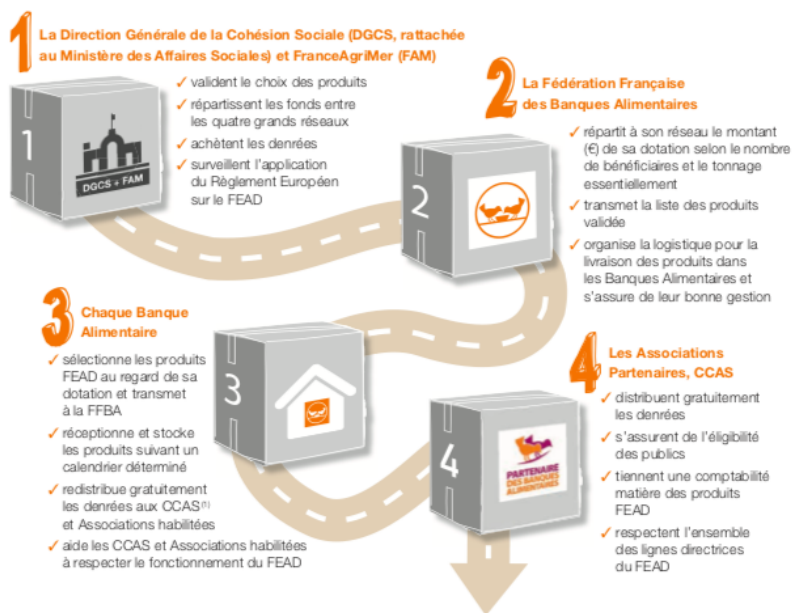 1
La Direction Générale de la Cohésion Sociale (DGCS, rattachée
au Ministère des Affaires Sociales) et FranceAgriMer (FAM)
✓ valident le choix des produits
✓ répartissent les fonds entre
les quatre grands réseaux
✓ achètent les denrées
✓ surveillent l'application
du Règlement Européen
sur le FEAD
1
DGCS + FAM
2
La Fédération Française
des Banques Alimentaires
✓ répartit à son réseau le montant
(€) de sa dotation selon le nombre
de bénéficiaires et le tonnage
essentiellement
✓ transmet la liste des produits
validée
✓ organise la logistique pour la
livraison des produits dans
les Banques Alimentaires et
s'assure de leur bonne gestion
2
3
Chaque Banque
Alimentaire
✓ sélectionne les produits
FEAD au regard de sa
dotation et transmet
à la FFBA
✓ réceptionne et stocke
les produits suivant un
calendrier déterminé
✓ redistribue gratuitement
les denrées aux CCAS(1)
et Associations habilitées
✓ aide les CCAS et Associations habilitées
à respecter le fonctionnement du FEAD
3
4
Les Associations
Partenaires, CCAS
✓ distribuent gratuitement
les denrées
✓ s'assurent de l'éligibilité
des publics
✓ tiennent une comptabilité
matière des produits
FEAD
✓ respectent l'ensemble
des lignes directrices
du FEAD
4
PARTENAIRE
DES BANQUES
ALIMENTAIRES